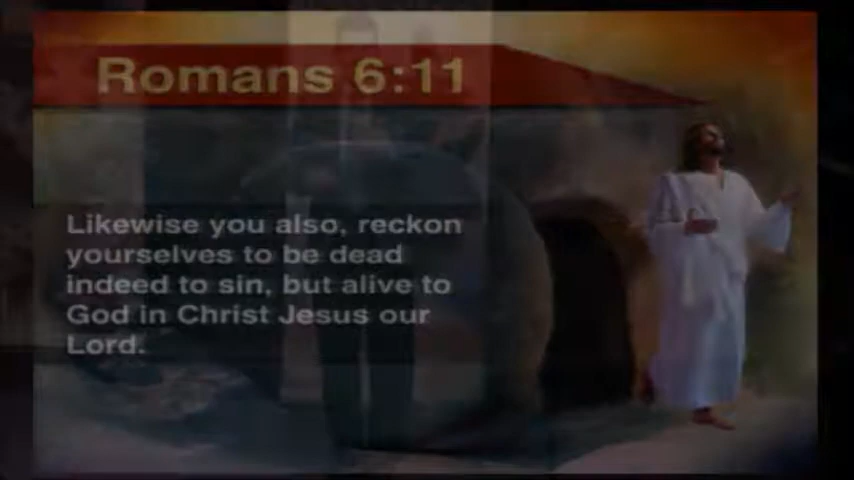 Romans 6:11
Likewise you also, reckon
yourselves to be dead
indeed to sin, but alive to
God in Christ Jesus our
Lord.